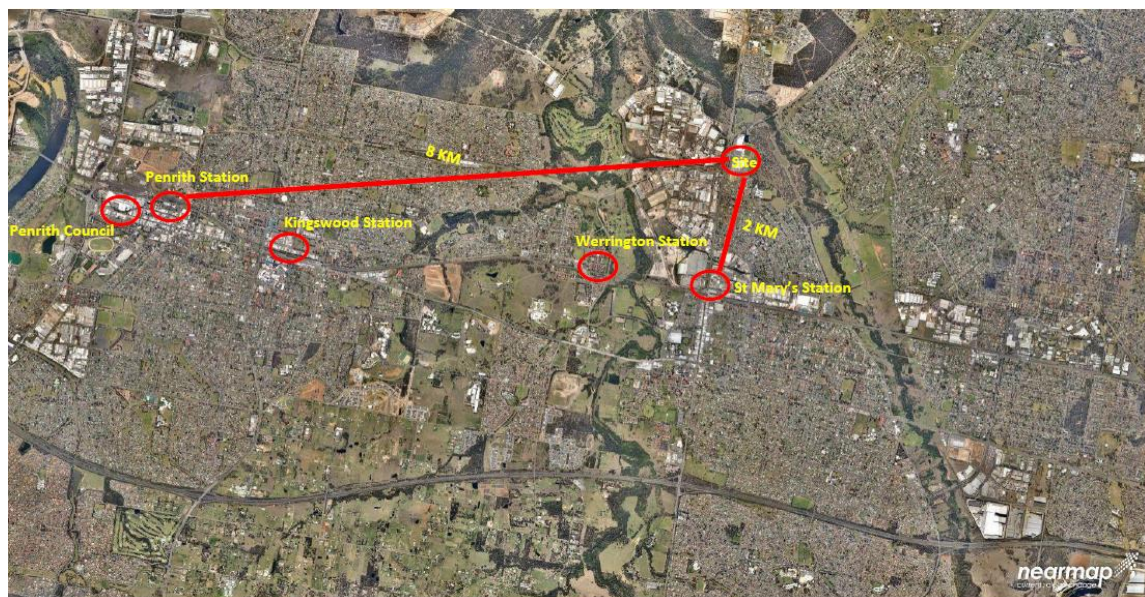 8 KM
Site
Penrith Station
Kingswood Station
2 KM
Penrith Council
Werrington Station
St Mary's Station
nearmap